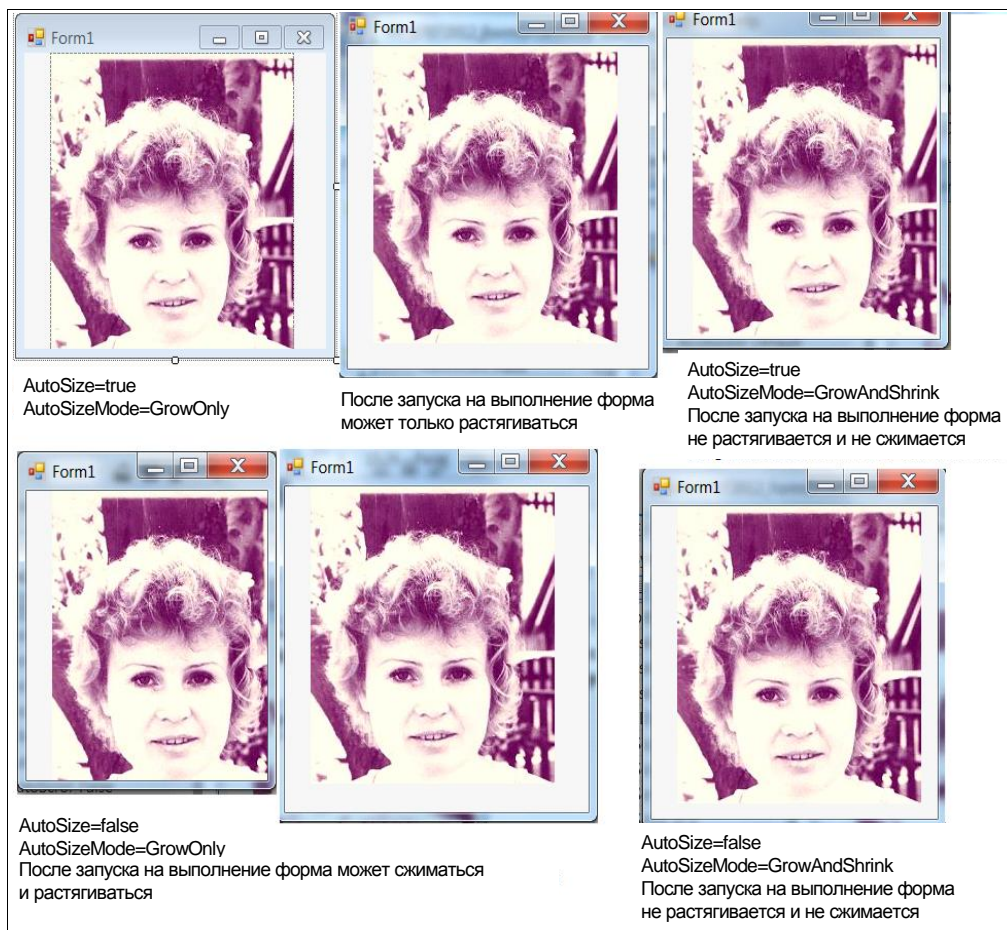 Form1
Form1
Form1
AutoSize=true
AutoSizeMode=GrowOnly
После запуска на выполнение форма
может только растягиваться
AutoSize=true
AutoSizeMode=GrowAndShrink
После запуска на выполнение форма
не растягивается и не сжимается
Form1
Form1
Form1
AutoSize=false
AutoSizeMode=GrowOnly
После запуска на выполнение форма может сжиматься
и растягиваться
AutoSize=false
AutoSizeMode=GrowAndShrink
После запуска на выполнение форма
не растягивается и не сжимается